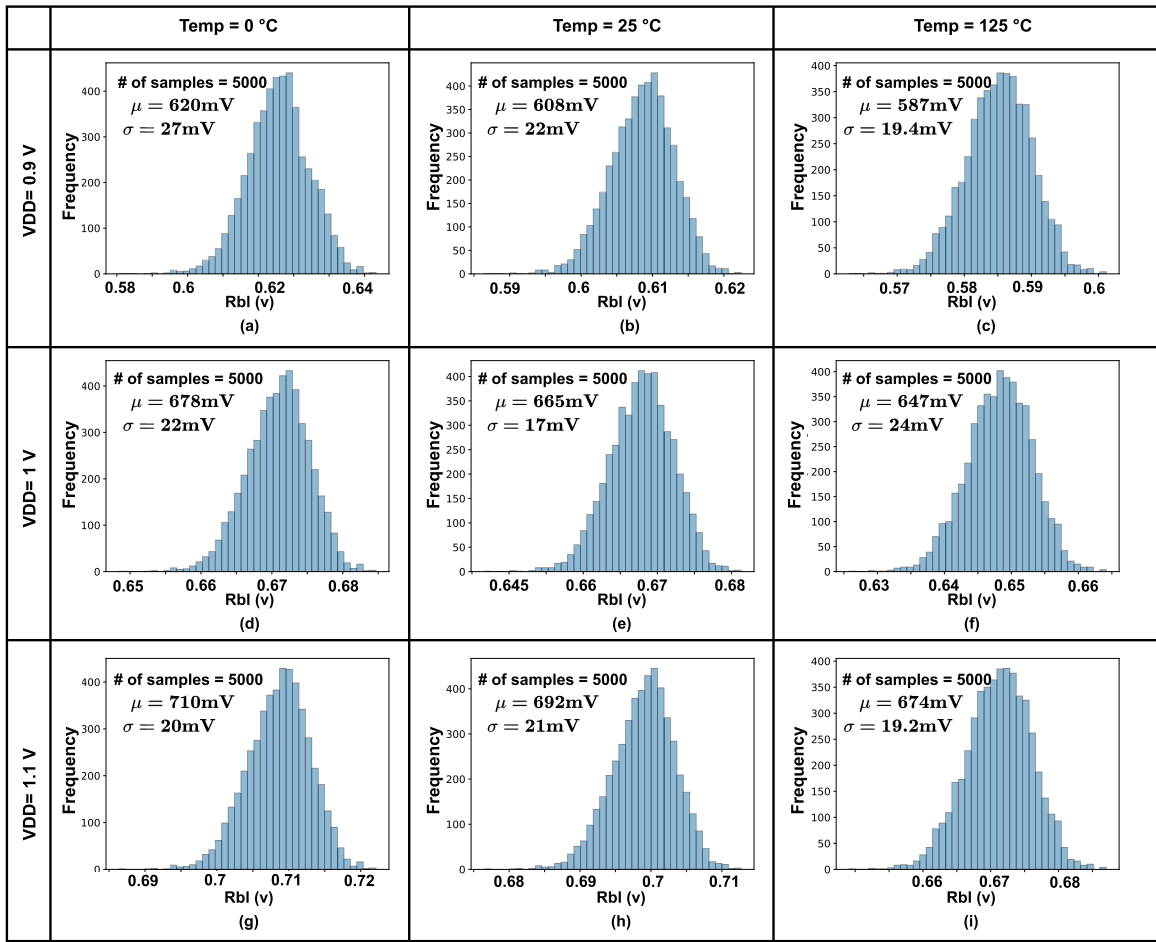 Temp = 0 °C
Temp = 25 °C
Temp = 125 °C
VDD= 0.9 V
# of samples = 5000
μ = 620mV
σ = 27mV
Frequency
400
300
200
100
0
0.58
0.6
0.62
0.64
Rbl (v)
(a)
# of samples = 5000
μ = 608mV
σ = 22mV
Frequency
400
350
300
250
200
150
100
50
0
0.59
0.6
0.61
0.62
Rbl (v)
(b)
# of samples = 5000
μ = 587mV
σ = 19.4mV
Frequency
400
350
300
250
200
150
100
50
0
0.57
0.58
0.59
0.6
Rbl (v)
(c)
VDD= 1 V
# of samples = 5000
μ = 678mV
σ = 22mV
Frequency
400
300
200
100
0
0.65
0.66
0.67
0.68
Rbl (v)
(d)
# of samples = 5000
μ = 665mV
σ = 17mV
Frequency
400
350
300
250
200
150
100
50
0
0.645
0.66
0.67
0.68
Rbl (v)
(e)
# of samples = 5000
μ = 647mV
σ = 24mV
Frequency
400
350
300
250
200
150
100
50
0
0.63
0.64
0.65
0.66
Rbl (v)
(f)
VDD= 1.1 V
# of samples = 5000
μ = 710mV
σ = 20mV
Frequency
400
300
200
100
0
0.69
0.7
0.71
0.72
Rbl (v)
(g)
# of samples = 5000
μ = 692mV
σ = 21mV
Frequency
400
300
200
100
0
0.68
0.69
0.7
0.71
Rbl (v)
(h)
# of samples = 5000
μ = 674mV
σ = 19.2mV
Frequency
400
350
300
250
200
150
100
50
0
0.66
0.67
0.68
Rbl (v)
(i)